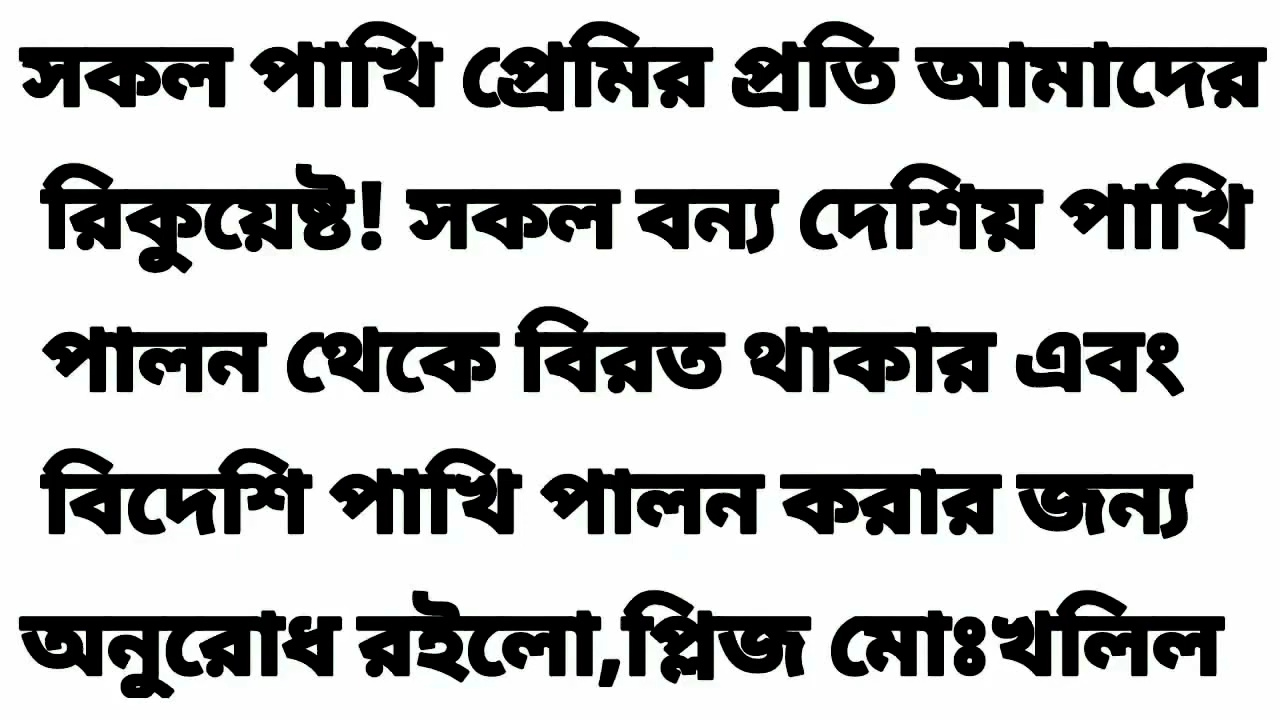 সকল পাখি প্রেমির প্রতি আমাদের
রিকুয়েষ্ট! সকল বন্য দেশিয় পাখি
পালন থেকে বিরত থাকার এবং
বিদেশি পাখি পালন করার জন্য
অনুরোধ রইলো,প্লিজ মোঃখলিল